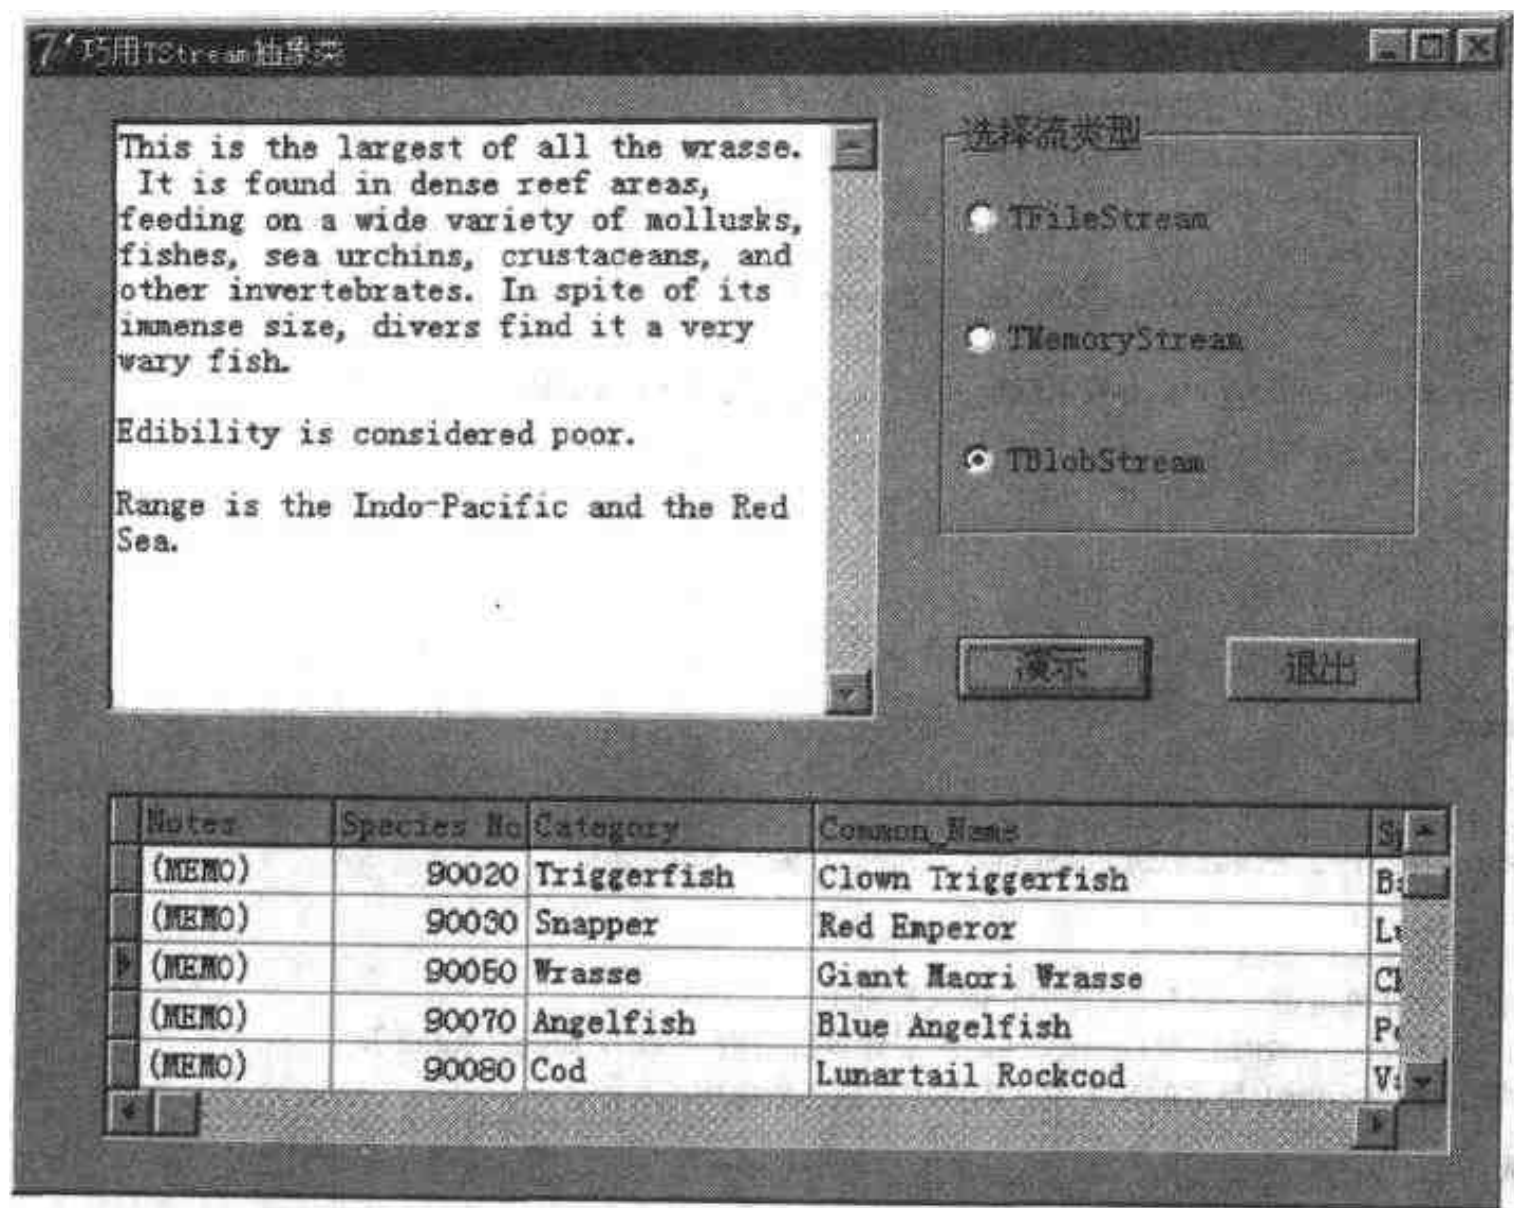 巧用TStream抽象类
This is the largest of all the wrasse.
It is found in dense reef areas,
feeding on a wide variety of mollusks,
fishes, sea urchins, crustaceans, and
other invertebrates. In spite of its
immense size, divers find it a very
wary fish.
Edibility is considered poor.
Range is the Indo-Pacific and the Red
Sea.
选择流类型
TFileStream
TMemoryStream
TBlobStream
演示 退出
Notes Species No Category Common_Name
(MEMO) 90020 Triggerfish Clown Triggerfish
(MEMO) 90030 Snapper Red Emperor
(MEMO) 90050 Wrasse Giant Maori Wrasse
(MEMO) 90070 Angelfish Blue Angelfish
(MEMO) 90080 Cod Lunartail Rockcod